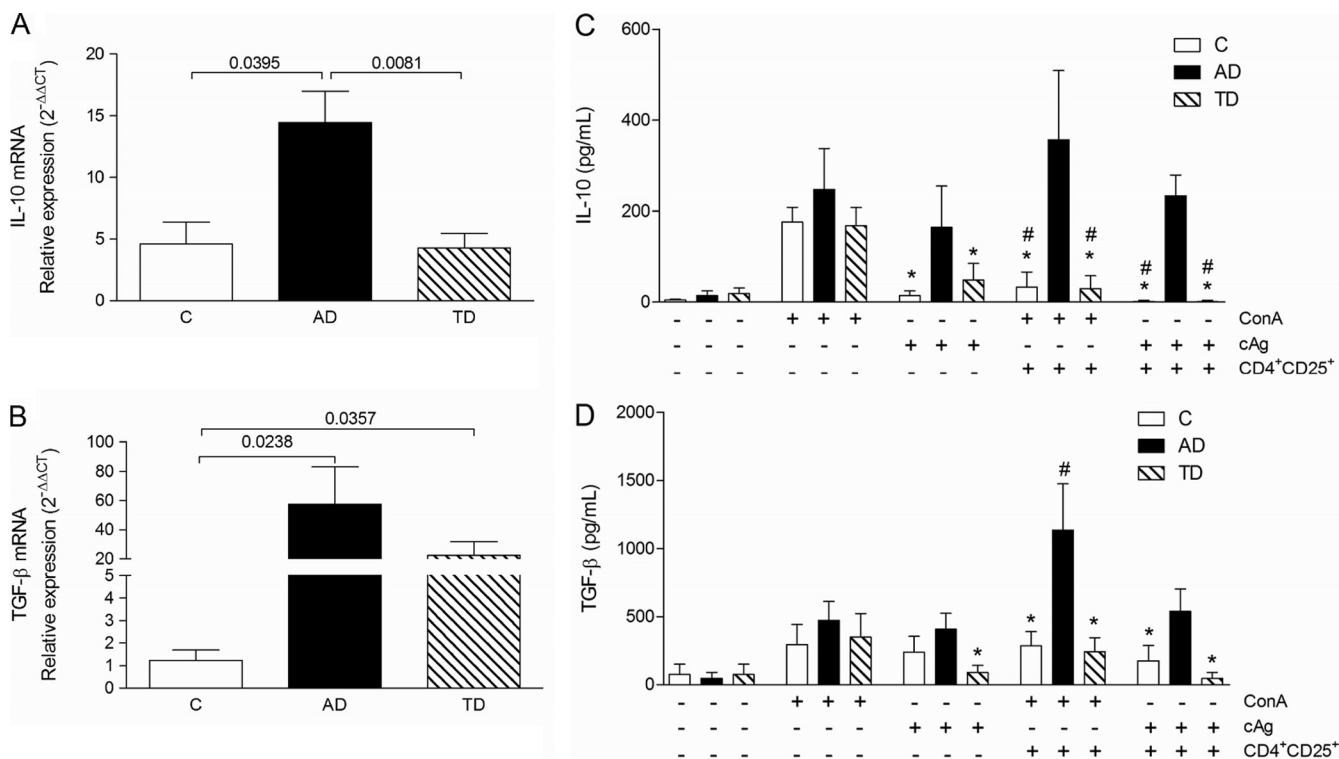 A
IL-10 mRNA
Relative expression (2-ΔΔCT)
20
15
10
5
0
0.0395
0.0081
C AD TD
B
TGF-β mRNA
Relative expression (2-ΔΔCT)
100
80
60
40
20
5
4
3
2
1
0
0.0357
0.0238
C AD TD
C
IL-10 (pg/mL)
600
400
200
0
C
AD
TD
* *
# #
* *
# #
* *
- - - + + + - - - + + + - - - ConA
- - - - - - + + + - - - + + + cAg
- - - - - - - - - + + + + + + CD4+CD25+
D
TGF-β (pg/mL)
2000
1500
1000
500
0
C
AD
TD
#
*
* *
* *
- - - + + + - - - + + + - - - ConA
- - - - - - + + + - - - + + + cAg
- - - - - - - - - + + + + + + CD4+CD25+